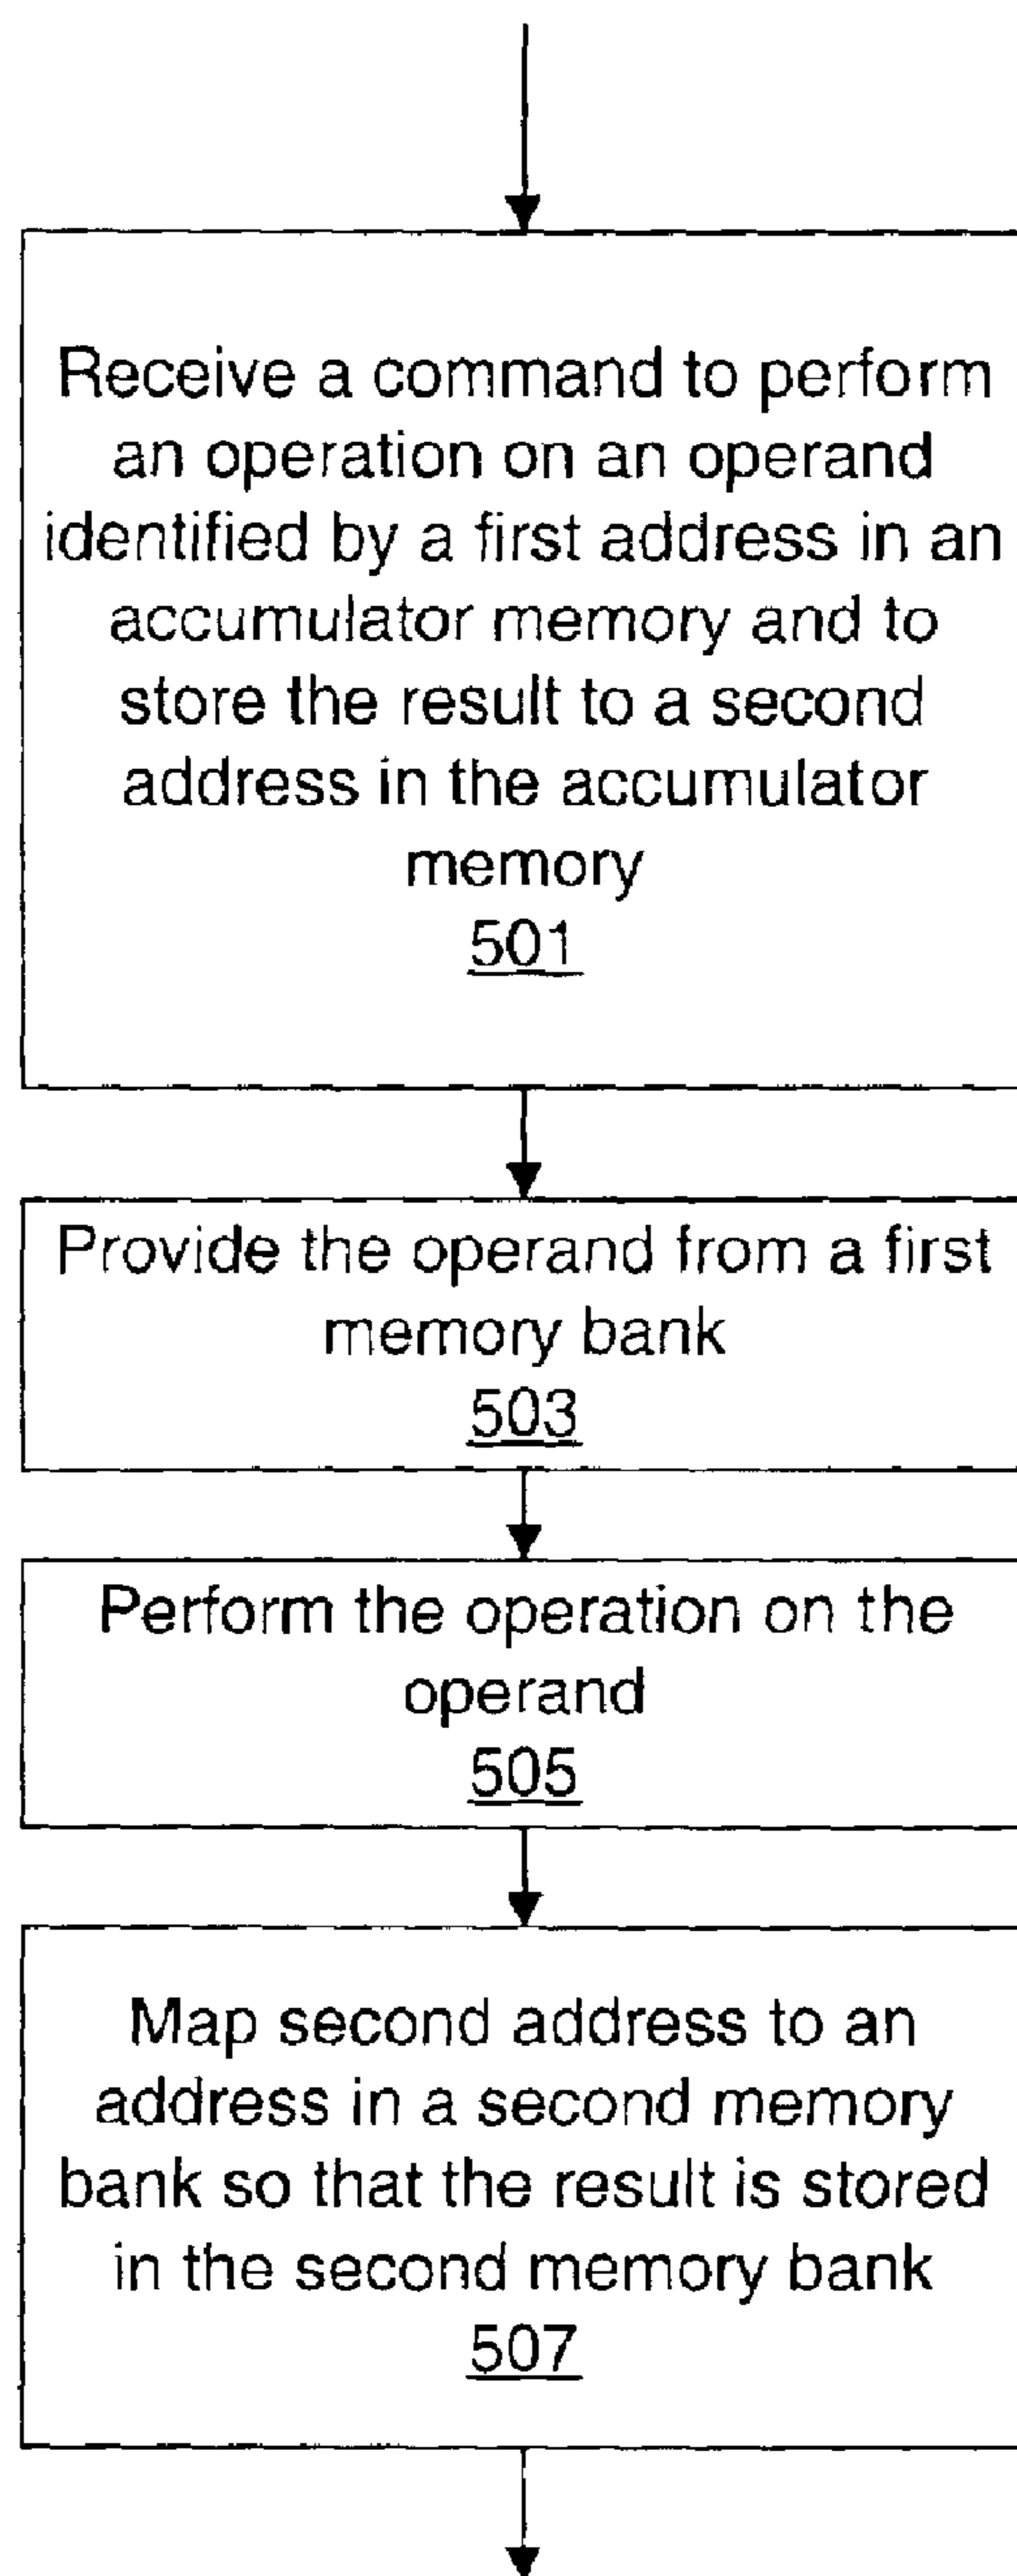 Receive a command to perform
an operation on an operand
identified by a first address in an
accumulator memory and to
store the result to a second
address in the accumulator
memory
501
Provide the operand from a first
memory bank
503
Perform the operation on the
operand
505
Map second address to an
address in a second memory
bank so that the result is stored
in the second memory bank
507